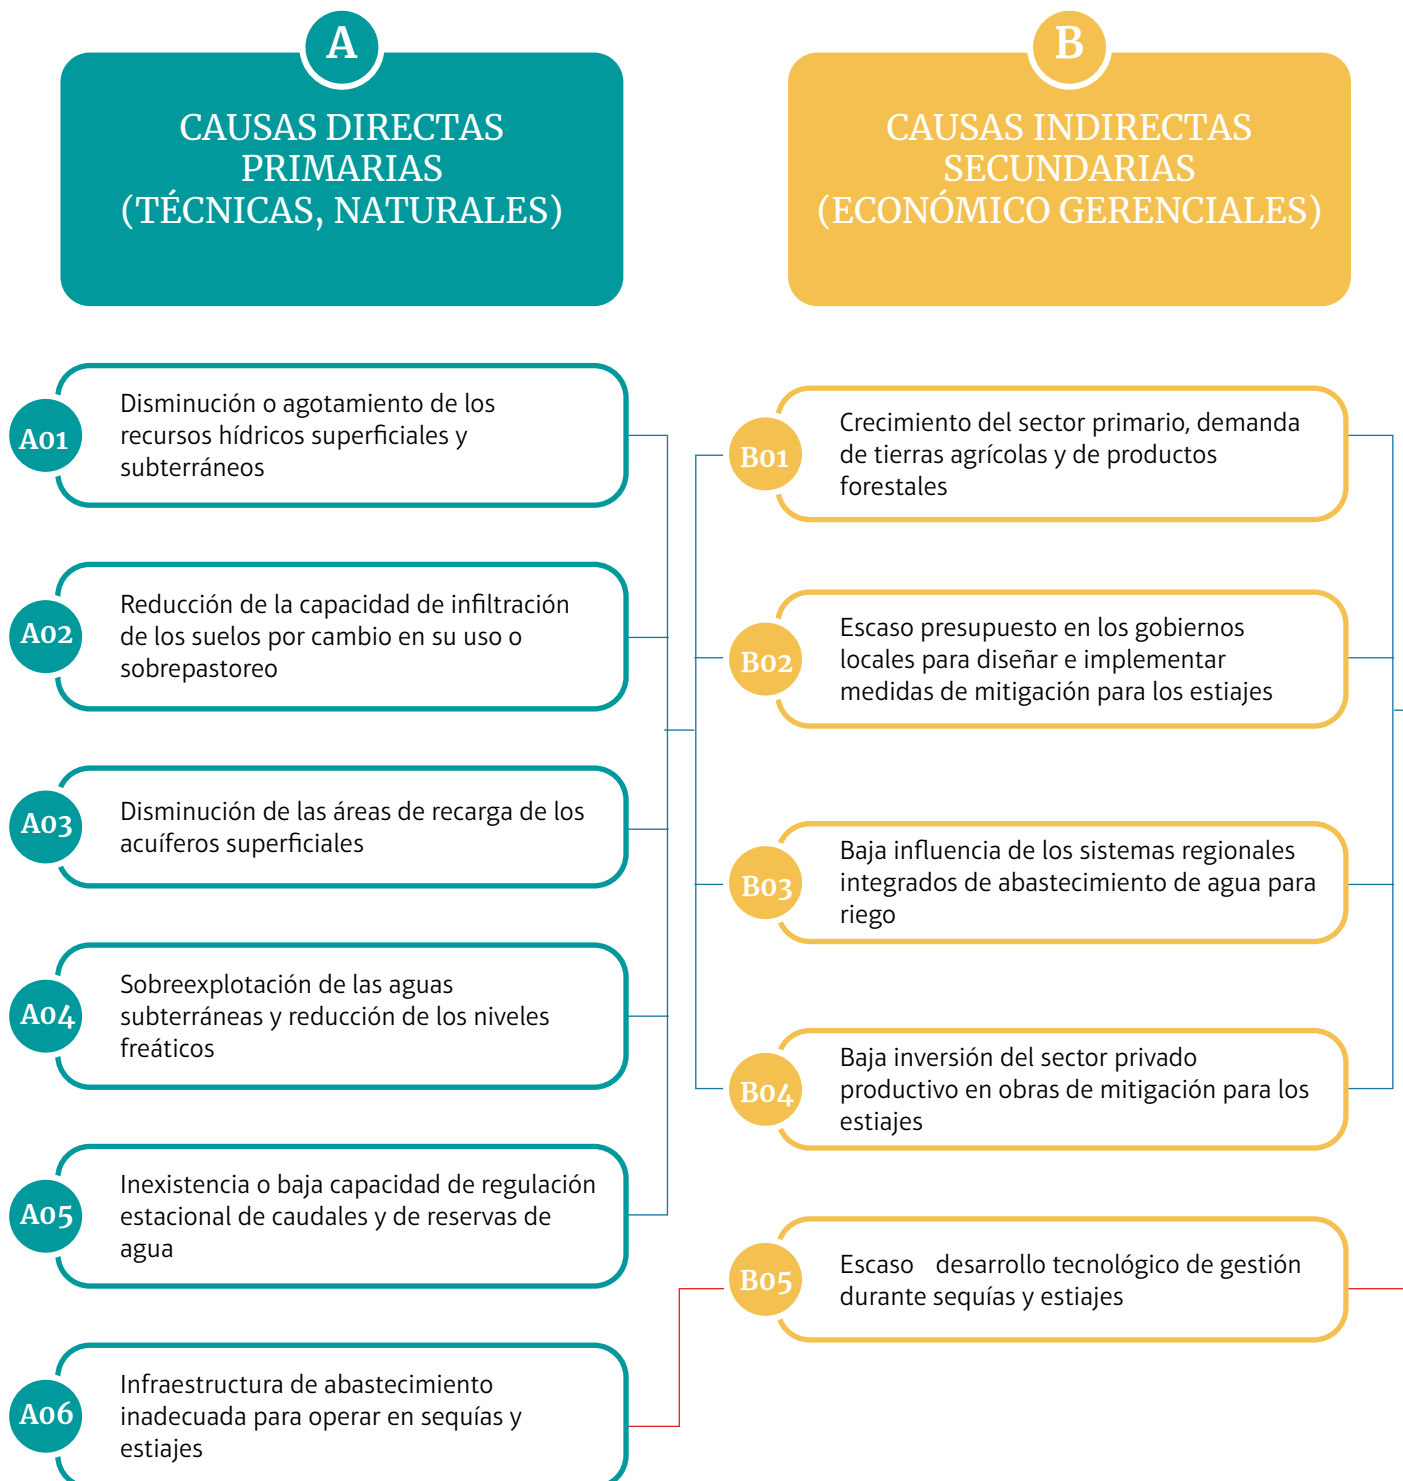 A
CAUSAS DIRECTAS
PRIMARIAS
(TÉCNICAS, NATURALES)
A01
Disminución o agotamiento de los
recursos hídricos superficiales y
subterráneos
A02
Reducción de la capacidad de infiltración
de los suelos por cambio en su uso o
sobrepastoreo
A03
Disminución de las áreas de recarga de los
acuíferos superficiales
A04
Sobreexplotación de las aguas
subterráneas y reducción de los niveles
freáticos
A05
Inexistencia o baja capacidad de regulación
estacional de caudales y de reservas de
agua
A06
Infraestructura de abastecimiento
inadecuada para operar en sequías y
estiajes
B
CAUSAS INDIRECTAS
SECUNDARIAS
(ECONÓMICO GERENCIALES)
B01
Crecimiento del sector primario, demanda
de tierras agrícolas y de productos
forestales
B02
Escaso presupuesto en los gobiernos
locales para diseñar e implementar
medidas de mitigación para los estiajes
B03
Baja influencia de los sistemas regionales
integrados de abastecimiento de agua para
riego
B04
Baja inversión del sector privado
productivo en obras de mitigación para los
estiajes
B05
Escaso desarrollo tecnológico de gestión
durante sequías y estiajes